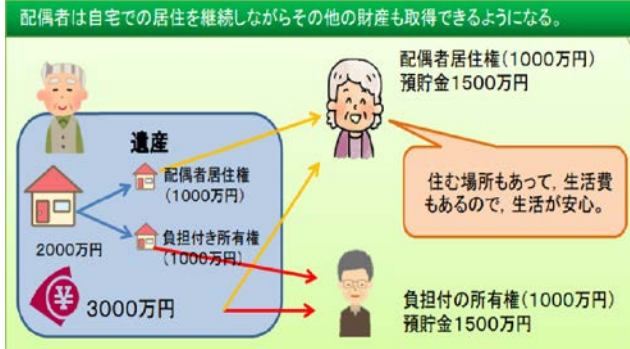 配偶者は自宅での居住を継続しながらその他の財産も取得できるようになる。
配偶者居住権(1000万円)
預貯金1500万円
遺産
配偶者居住権
(1000万円)
住む場所もあって,生活費
もあるので,生活が安心。
負担付き所有権
(1000万円)
2000万円
¥
3000万円
負担付の所有権(1000万円)
預貯金1500万円